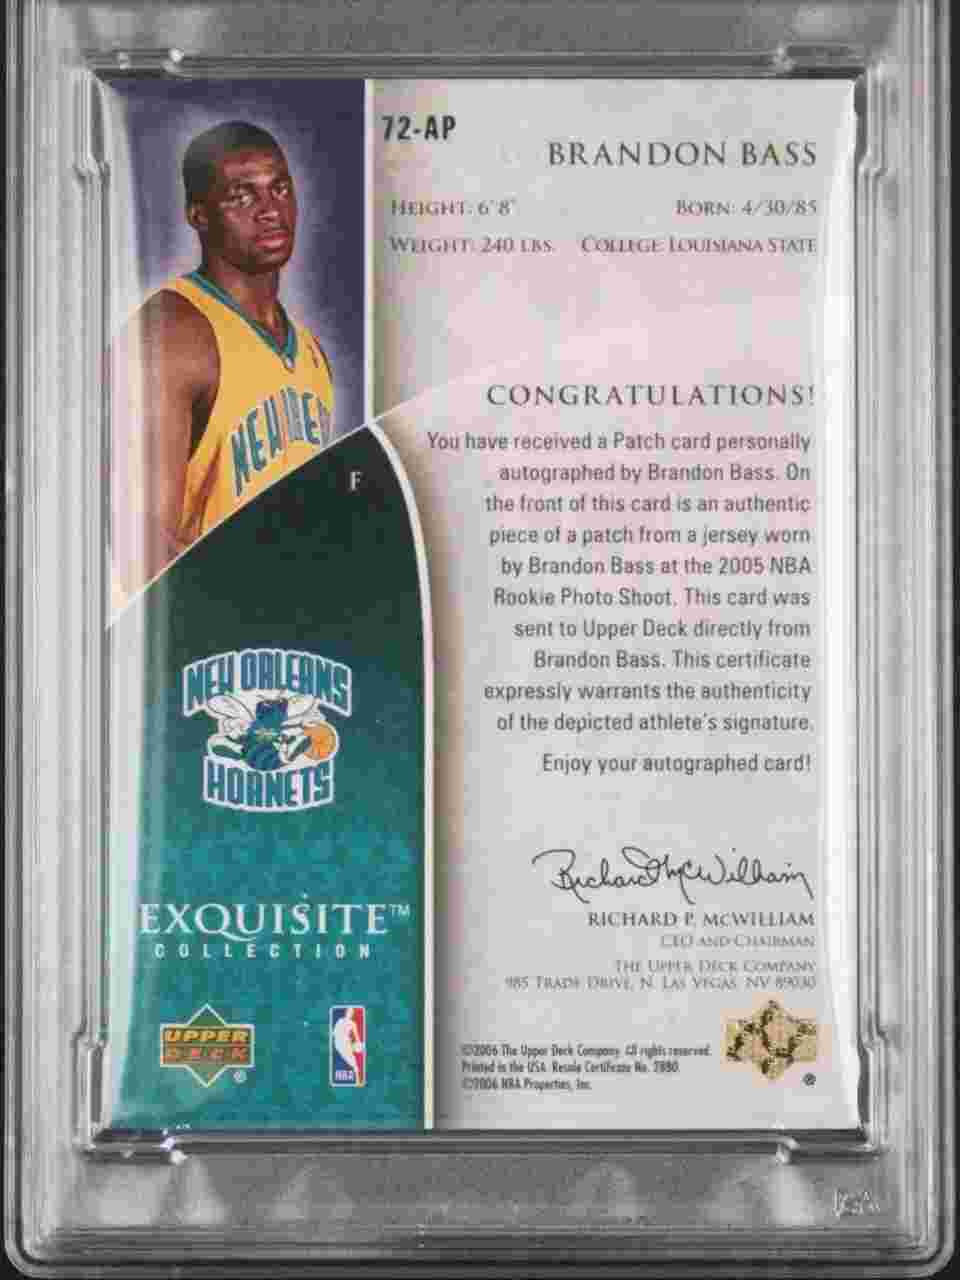 72-AP
BRANDON BASS
HEIGHT: 6'8"
BORN: 4/30/85
WEIGHT: 240 LBS.
COLLEGE: LOUISIANA STATE
CONGRATULATIONS!
You have received a Patch card personally
autographed by Brandon Bass. On
the front of this card is an authentic
piece of a patch from a jersey worn
by Brandon Bass at the 2005 NBA
Rookie Photo Shoot. This card was
sent to Upper Deck directly from
Brandon Bass. This certificate
expressly warrants the authenticity
of the depicted athlete's signature.
Enjoy your autographed card!
F
NEW ORLEANS
HORNETS
EXQUISITE™
COLLECTION
UPPER
DECK
®
NBA
Richard McWilliam
RICHARD P. MCWILLIAM
CEO AND CHAIRMAN
THE UPPER DECK COMPANY
985 TRADE DRIVE, N. LAS VEGAS, NV 89030
©2006 The Upper Deck Company. All rights reserved.
Printed in the USA. Resale Certificate No. 2880.
©2006 NBA Properties, Inc.
®